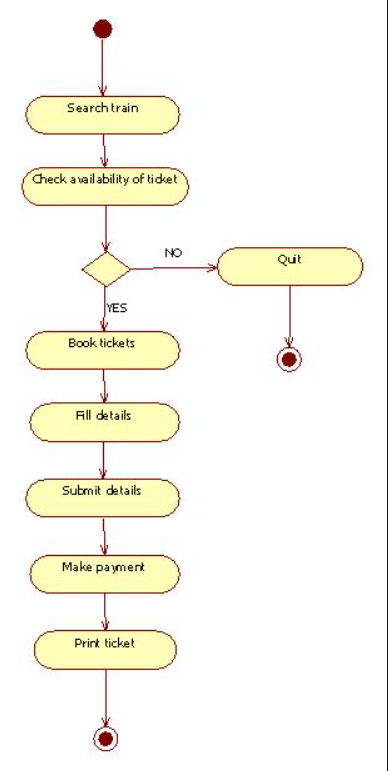 Search train
Check availability of ticket
NO
Quit
YES
Book tickets
Fill details
Submit details
Make payment
Print ticket